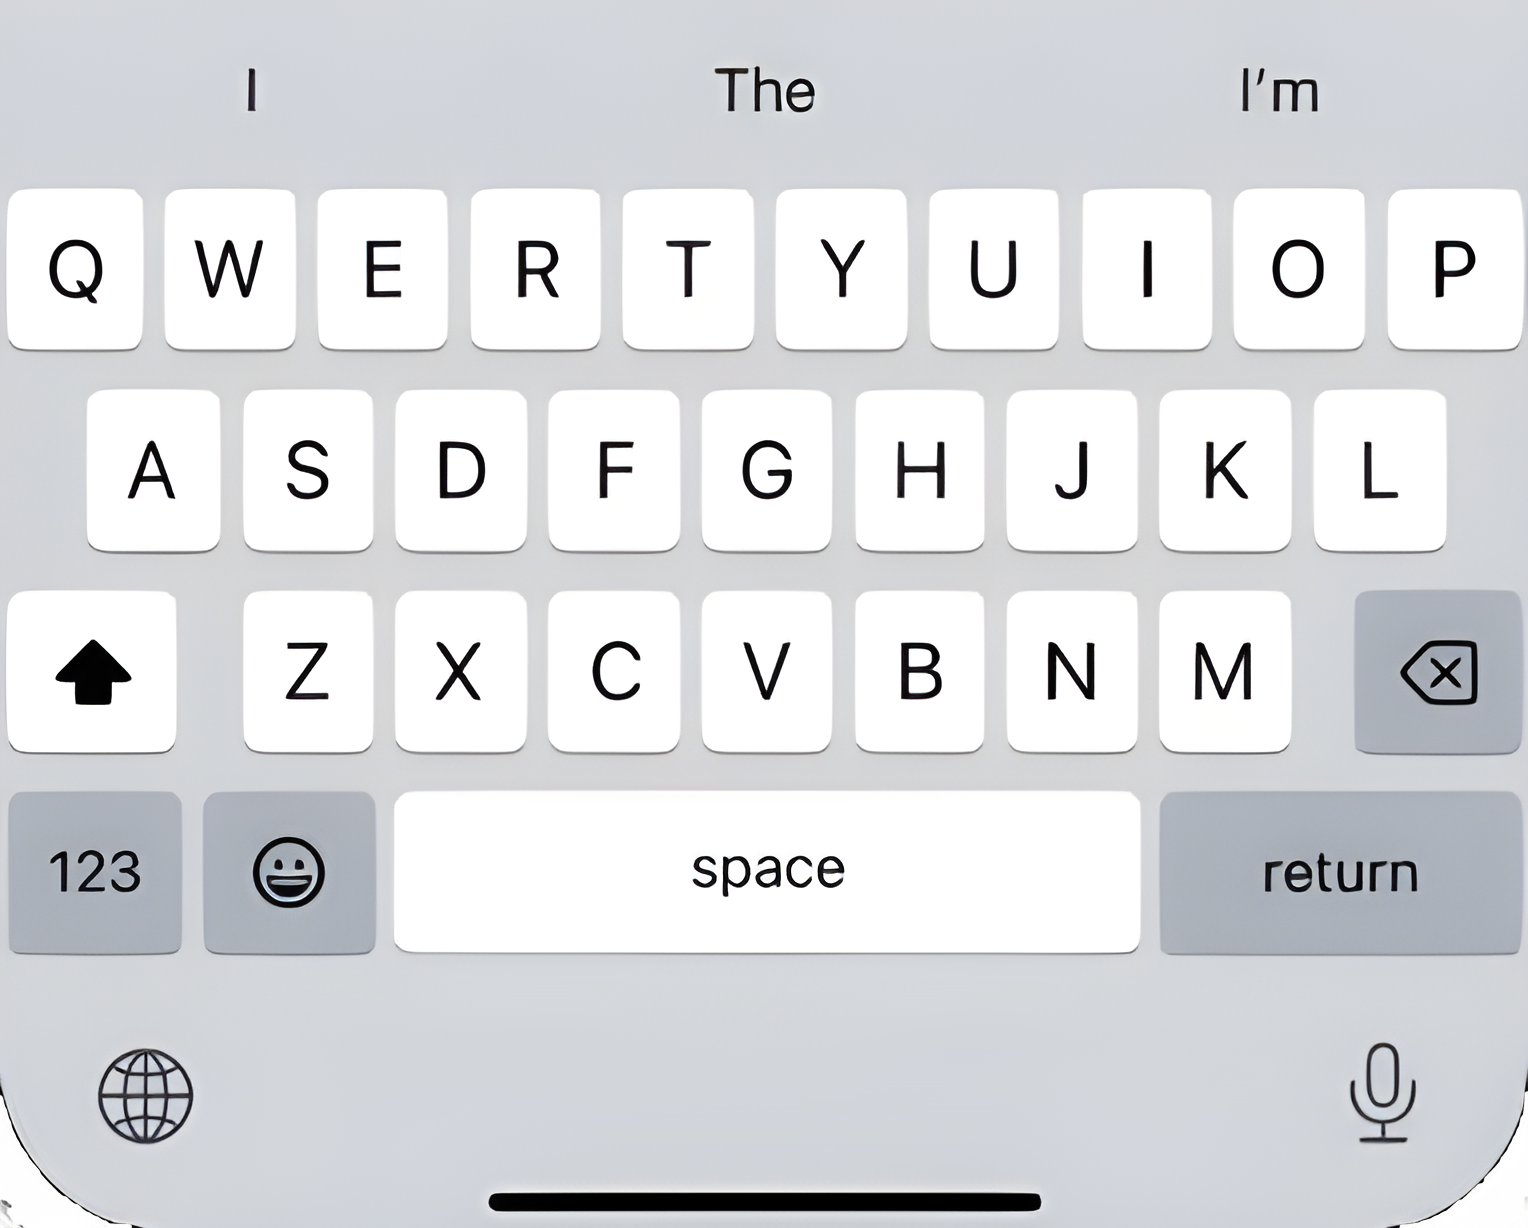 I The I'm
Q W E R T Y U I O P
A S D F G H J K L
Z X C V B N M
123 space return